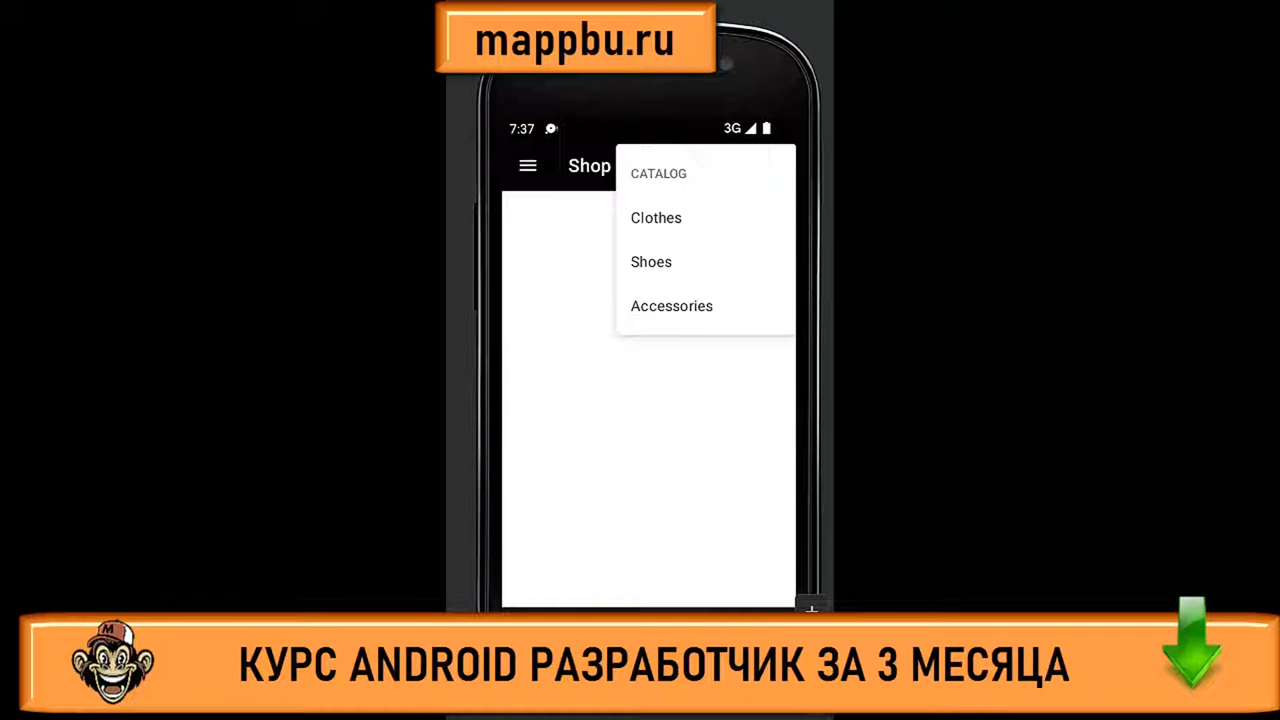 mappbu.ru
7:37
3G
Shop
CATALOG
Clothes
Shoes
Accessories
M
КУРС ANDROID РАЗРАБОТЧИК ЗА 3 МЕСЯЦА